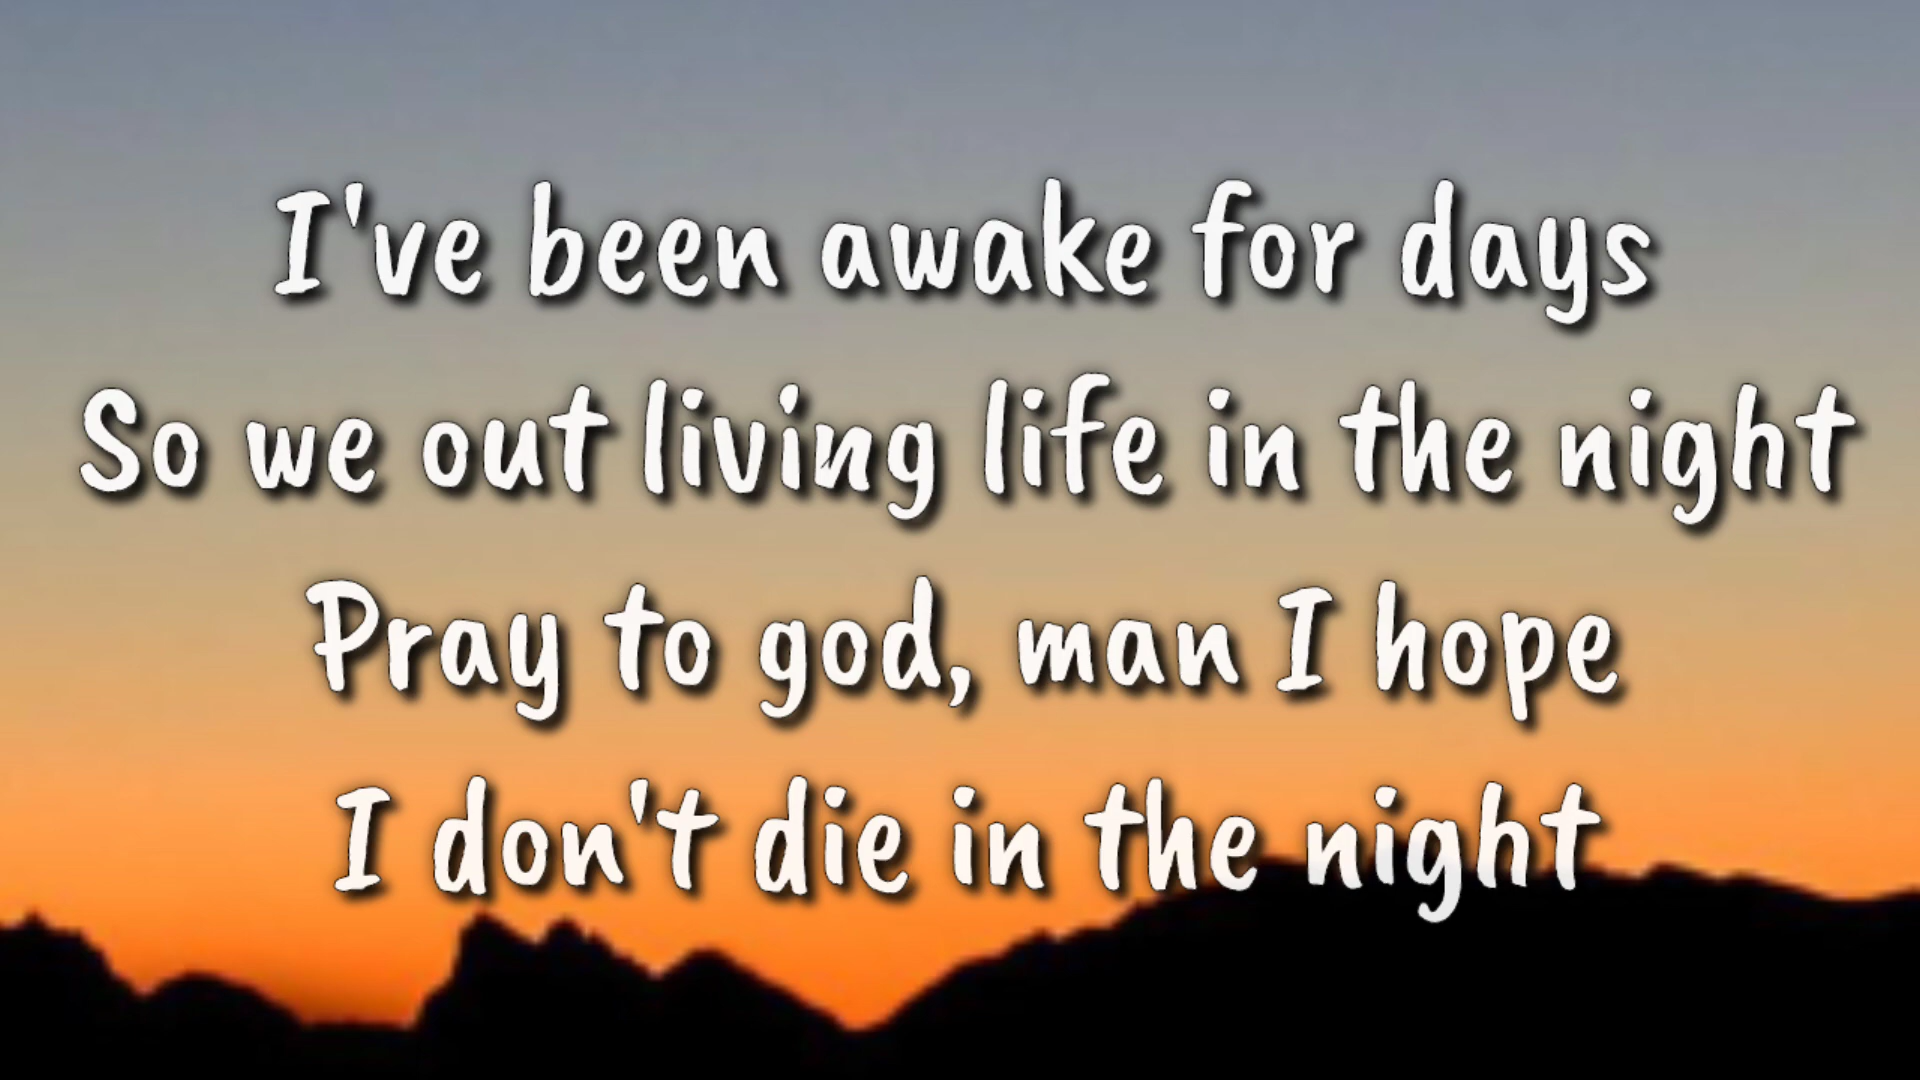 I've been awake for days
So we out living life in the night
Pray to god, man I hope
I don't die in the night